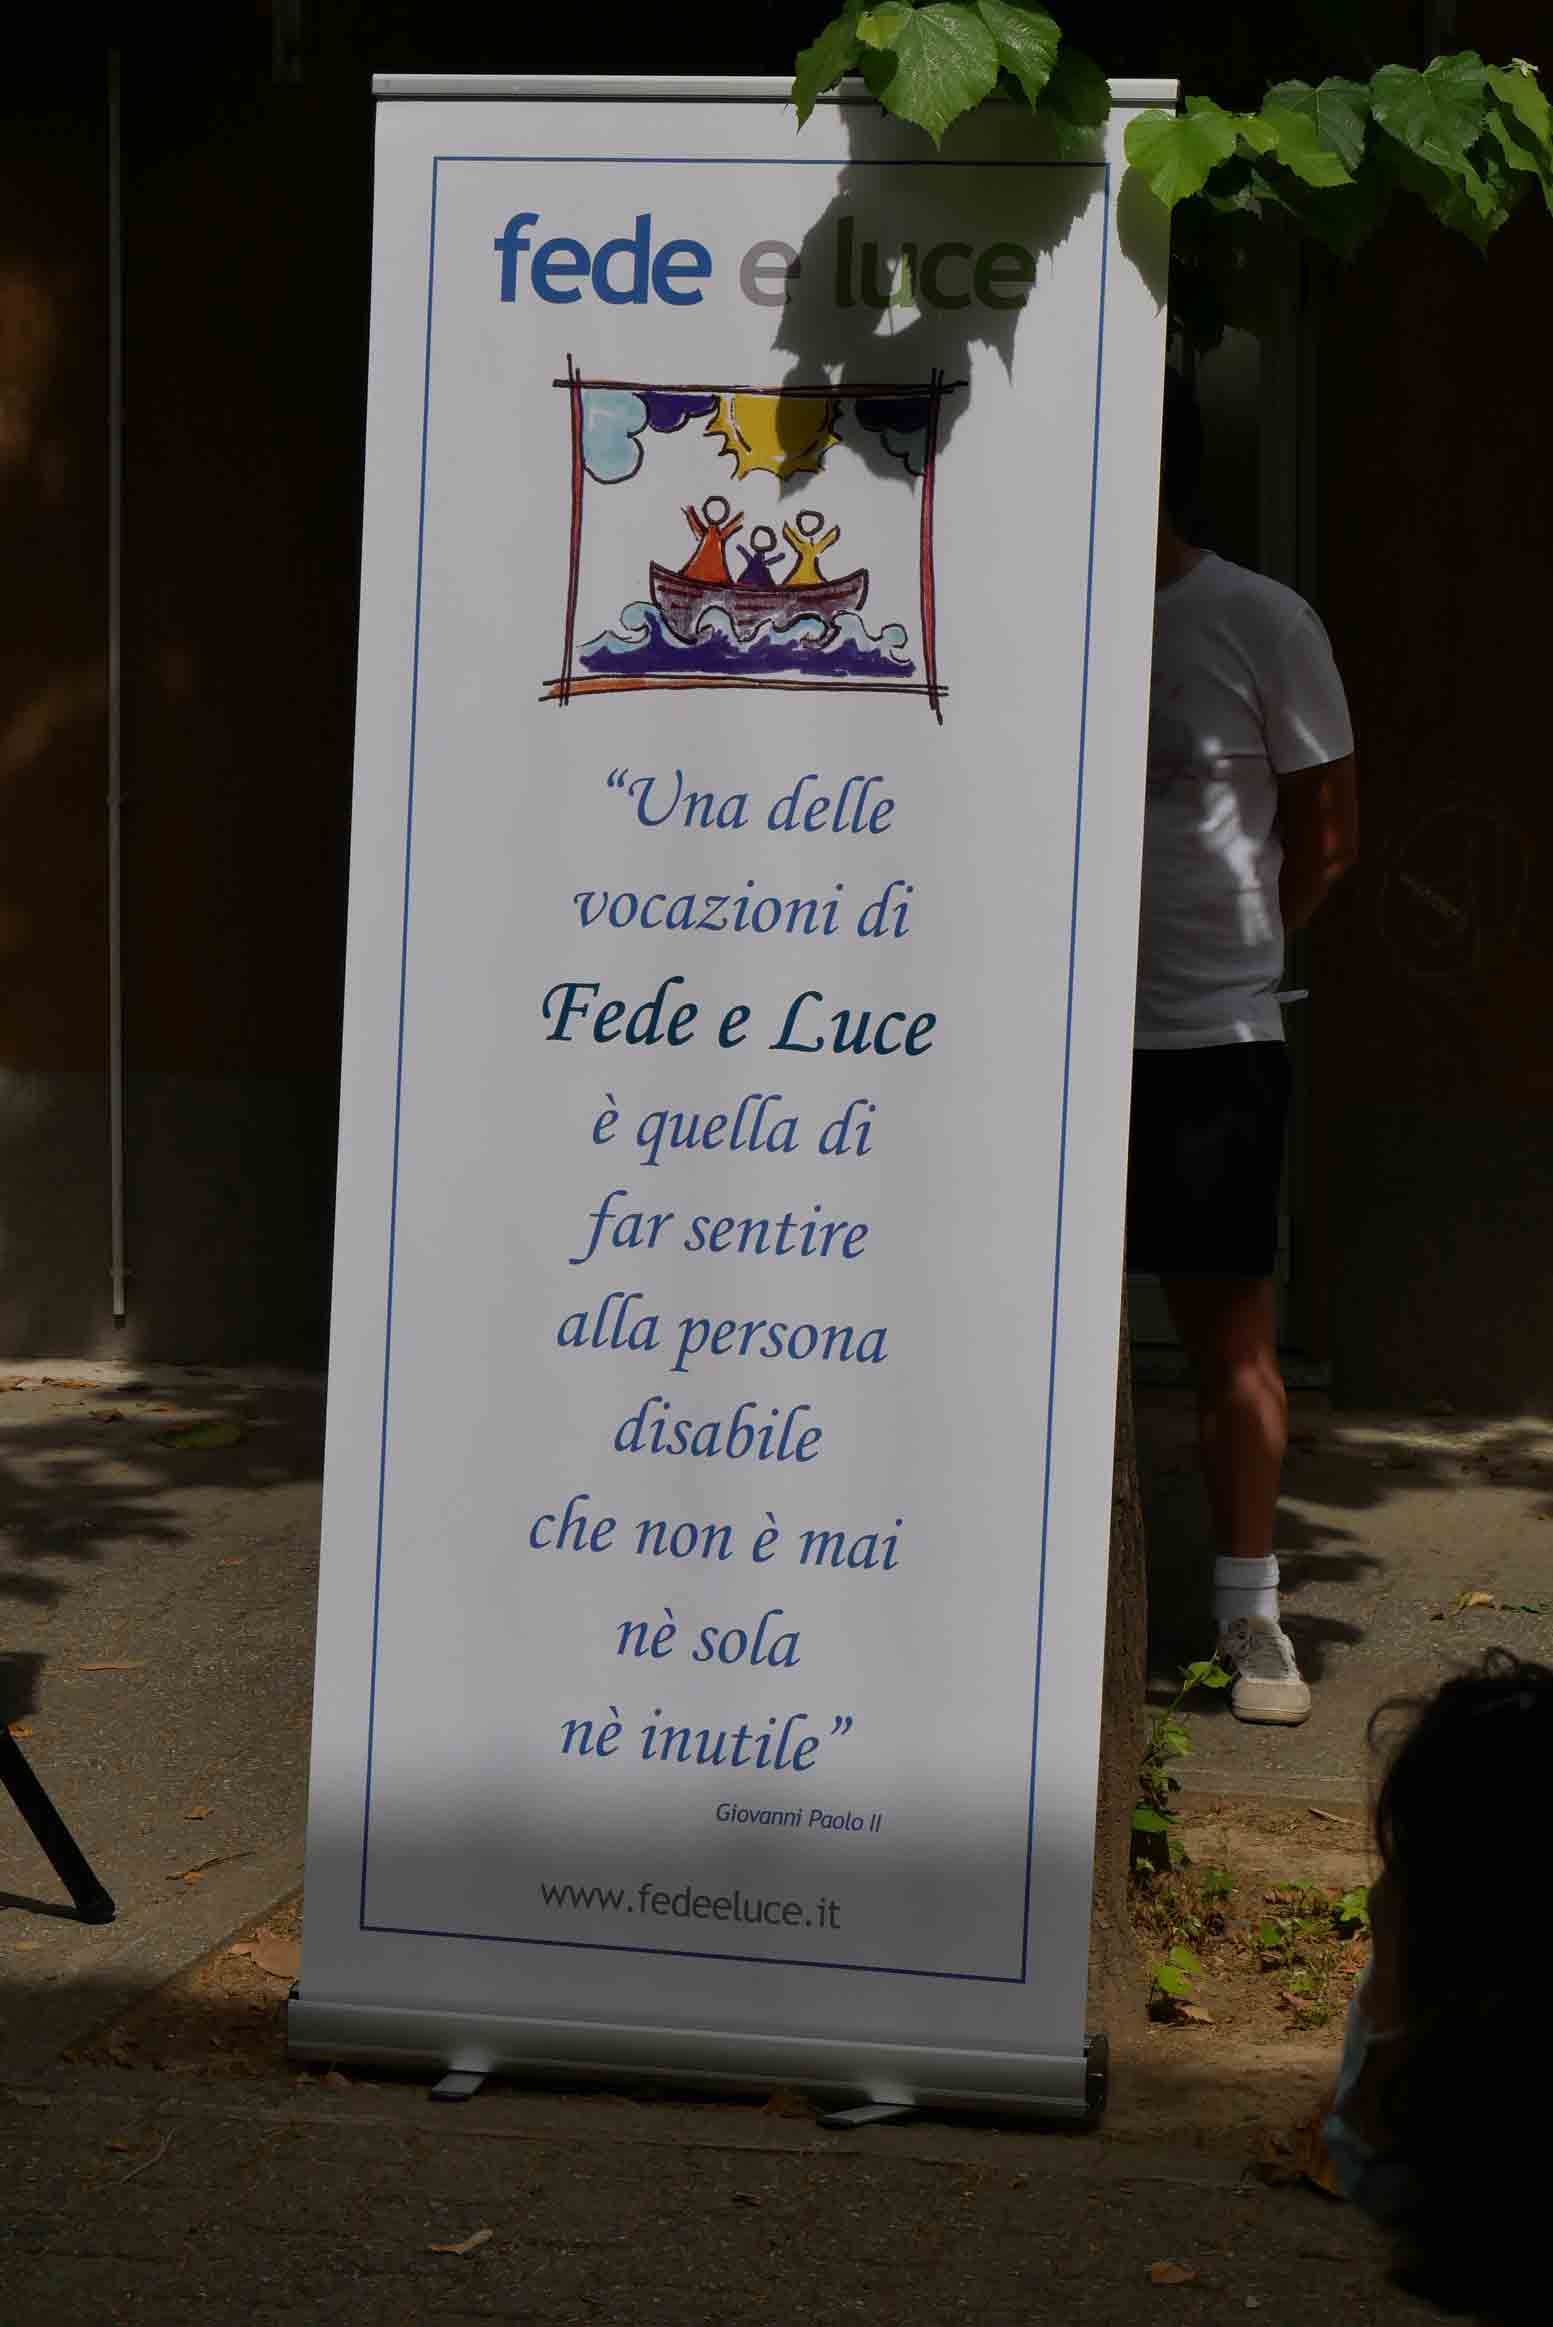 fede e luce
“Una delle
vocazioni di
Fede e Luce
è quella di
far sentire
alla persona
disabile
che non è mai
nè sola
nè inutile”
Giovanni Paolo II
www.fedeeluce.it